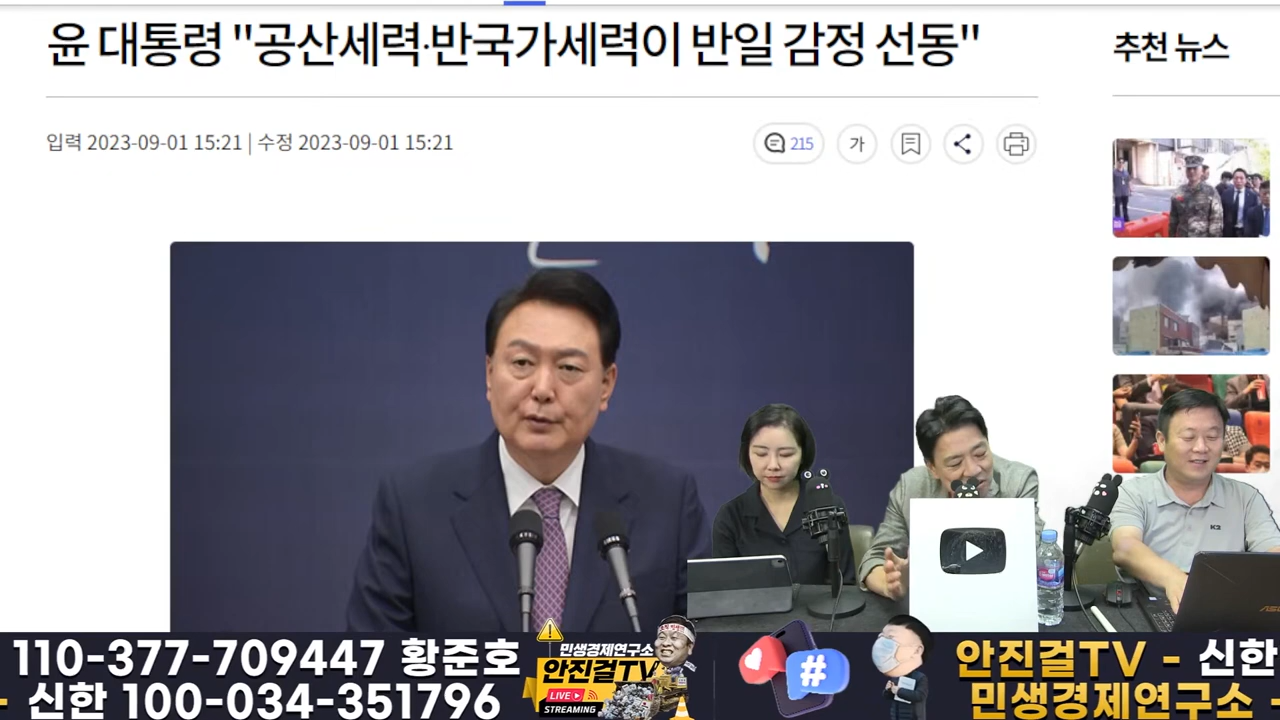 윤 대통령 "공산세력·반국가세력이 반일 감정 선동"
추천 뉴스
입력 2023-09-01 15:21 | 수정 2023-09-01 15:21
215
가
K2
110-377-709447 황준호
- 신한 100-034-351796
민생경제연구소
안진걸TV
LIVE
STREAMING
#
안진걸TV - 신한
민생경제연구소 -